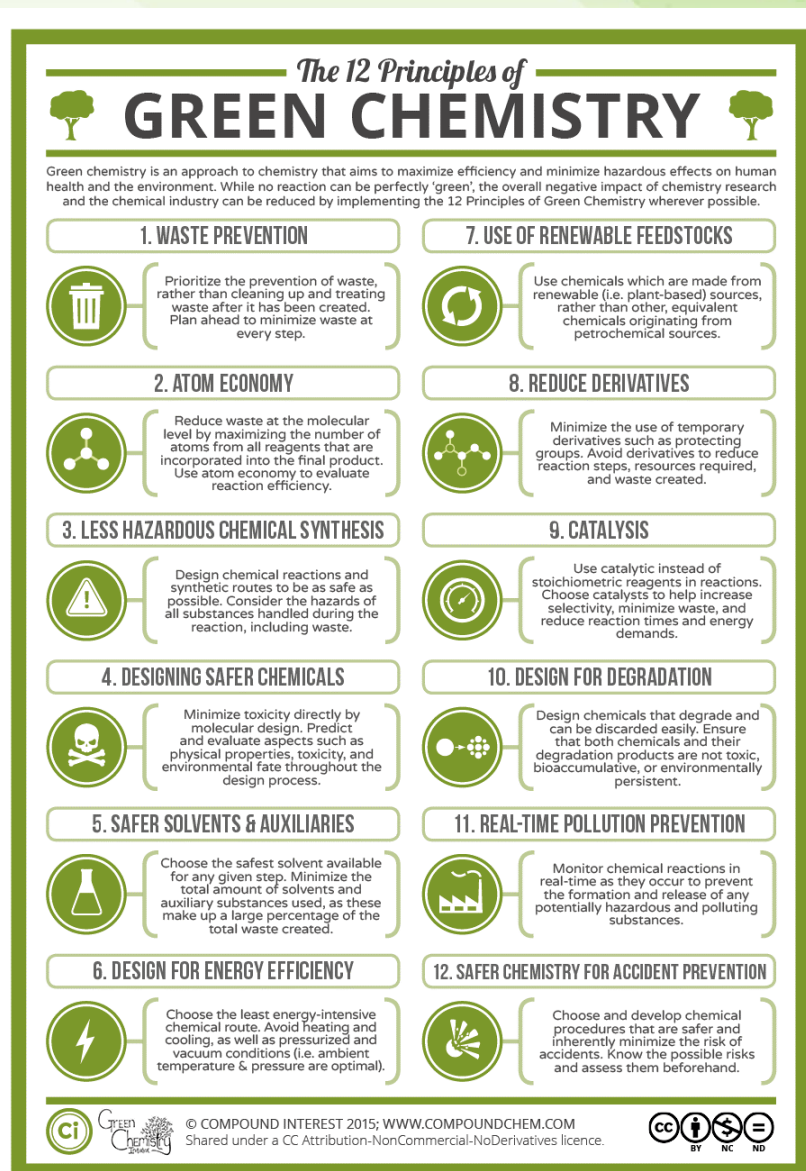 The 12 Principles of
GREEN CHEMISTRY
Green chemistry is an approach to chemistry that aims to maximize efficiency and minimize hazardous effects on human
health and the environment. While no reaction can be perfectly ‘green’, the overall negative impact of chemistry research
and the chemical industry can be reduced by implementing the 12 Principles of Green Chemistry wherever possible.
1. WASTE PREVENTION
Prioritize the prevention of waste,
rather than cleaning up and treating
waste after it has been created.
Plan ahead to minimize waste at
every step.
2. ATOM ECONOMY
Reduce waste at the molecular
level by maximizing the number of
atoms from all reagents that are
incorporated into the final product.
Use atom economy to evaluate
reaction efficiency.
3. LESS HAZARDOUS CHEMICAL SYNTHESIS
Design chemical reactions and
synthetic routes to be as safe as
possible. Consider the hazards of
all substances handled during the
reaction, including waste.
4. DESIGNING SAFER CHEMICALS
Minimize toxicity directly by
molecular design. Predict
and evaluate aspects such as
physical properties, toxicity, and
environmental fate throughout the
design process.
5. SAFER SOLVENTS & AUXILIARIES
Choose the safest solvent available
for any given step. Minimize the
total amount of solvents and
auxiliary substances used, as these
make up a large percentage of the
total waste created.
6. DESIGN FOR ENERGY EFFICIENCY
Choose the least energy-intensive
chemical route. Avoid heating and
cooling, as well as pressurized and
vacuum conditions (i.e. ambient
temperature & pressure are optimal).
7. USE OF RENEWABLE FEEDSTOCKS
Use chemicals which are made from
renewable (i.e. plant-based) sources,
rather than other, equivalent
chemicals originating from
petrochemical sources.
8. REDUCE DERIVATIVES
Minimize the use of temporary
derivatives such as protecting
groups. Avoid derivatives to reduce
reaction steps, resources required,
and waste created.
9. CATALYSIS
Use catalytic instead of
stoichiometric reagents in reactions.
Choose catalysts to help increase
selectivity, minimize waste, and
reduce reaction times and energy
demands.
10. DESIGN FOR DEGRADATION
Design chemicals that degrade and
can be discarded easily. Ensure
that both chemicals and their
degradation products are not toxic,
bioaccumulative, or environmentally
persistent.
11. REAL-TIME POLLUTION PREVENTION
Monitor chemical reactions in
real-time as they occur to prevent
the formation and release of any
potentially hazardous and polluting
substances.
12. SAFER CHEMISTRY FOR ACCIDENT PREVENTION
Choose and develop chemical
procedures that are safer and
inherently minimize the risk of
accidents. Know the possible risks
and assess them beforehand.
Ci
GREEN
Chemistry
INITIATIVE
© COMPOUND INTEREST 2015; WWW.COMPOUNDCHEM.COM
Shared under a CC Attribution-NonCommercial-NoDerivatives licence.
cc
BY NC ND